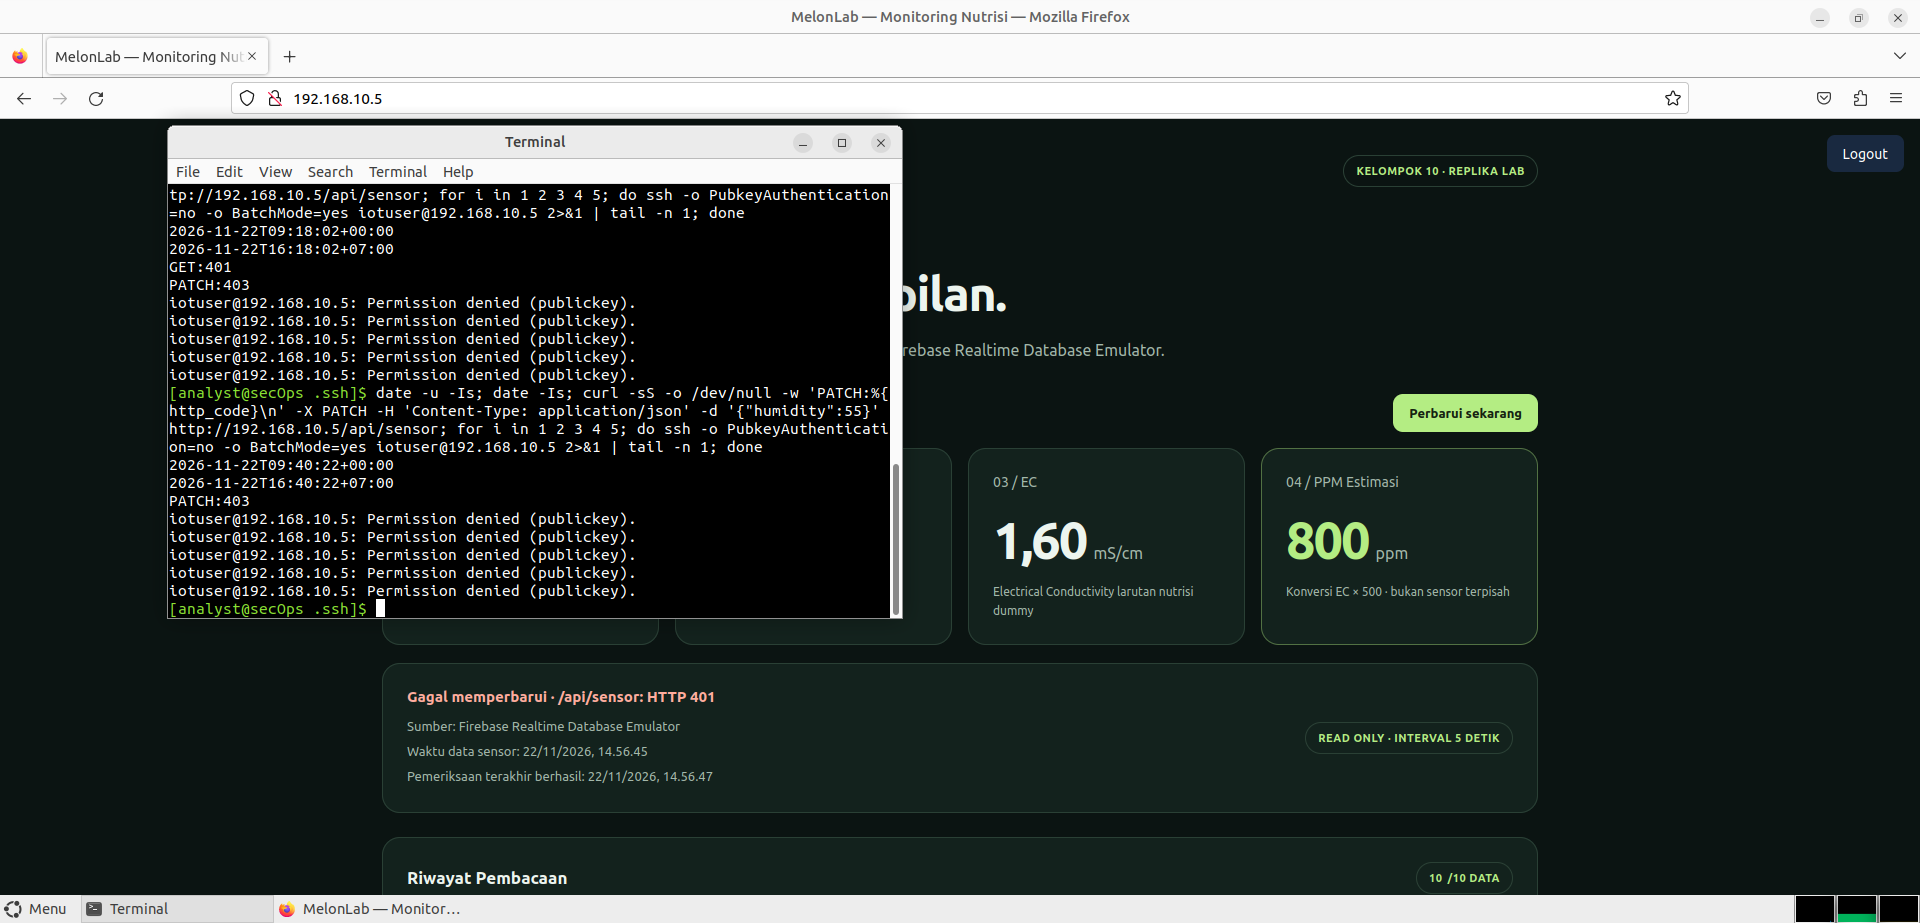 MelonLab — Monitoring Nutrisi — Mozilla Firefox
MelonLab — Monitoring Nut
192.168.10.5
Logout
KELOMPOK 10 · REPLIKA LAB
Terminal
File Edit View Search Terminal Help
tp://192.168.10.5/api/sensor; for i in 1 2 3 4 5; do ssh -o PubkeyAuthentication
=no -o BatchMode=yes iotuser@192.168.10.5 2>&1 | tail -n 1; done
2026-11-22T09:18:02+00:00
2026-11-22T16:18:02+07:00
GET:401
PATCH:403
iotuser@192.168.10.5: Permission denied (publickey).
iotuser@192.168.10.5: Permission denied (publickey).
iotuser@192.168.10.5: Permission denied (publickey).
iotuser@192.168.10.5: Permission denied (publickey).
iotuser@192.168.10.5: Permission denied (publickey).
[analyst@secOps .ssh]$ date -u -Is; date -Is; curl -sS -o /dev/null -w 'PATCH:%{
http_code}\n' -X PATCH -H 'Content-Type: application/json' -d '{"humidity":55}'
http://192.168.10.5/api/sensor; for i in 1 2 3 4 5; do ssh -o PubkeyAuthenticati
on=no -o BatchMode=yes iotuser@192.168.10.5 2>&1 | tail -n 1; done
2026-11-22T09:40:22+00:00
2026-11-22T16:40:22+07:00
PATCH:403
iotuser@192.168.10.5: Permission denied (publickey).
iotuser@192.168.10.5: Permission denied (publickey).
iotuser@192.168.10.5: Permission denied (publickey).
iotuser@192.168.10.5: Permission denied (publickey).
iotuser@192.168.10.5: Permission denied (publickey).
[analyst@secOps .ssh]$
pilan.
rebase Realtime Database Emulator.
Perbarui sekarang
03 / EC
1,60 mS/cm
Electrical Conductivity larutan nutrisi
dummy
04 / PPM Estimasi
800 ppm
Konversi EC × 500 · bukan sensor terpisah
Gagal memperbarui · /api/sensor: HTTP 401
Sumber: Firebase Realtime Database Emulator
Waktu data sensor: 22/11/2026, 14.56.45
Pemeriksaan terakhir berhasil: 22/11/2026, 14.56.47
READ ONLY · INTERVAL 5 DETIK
Riwayat Pembacaan
10 /10 DATA
Menu
Terminal
MelonLab — Monitor…